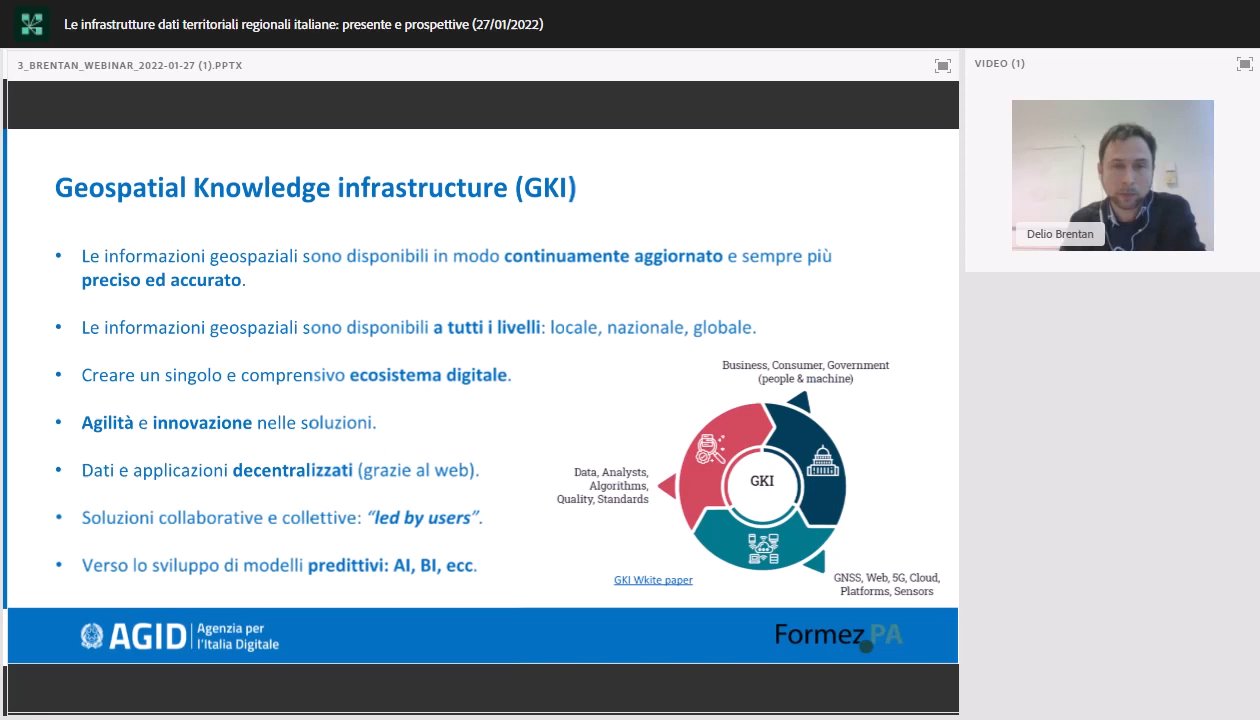 Le infrastrutture dati territoriali regionali italiane: presente e prospettive (27/01/2022)
3_BRENTAN_WEBINAR_2022-01-27 (1).PPTX
VIDEO (1)
Delio Brentan
Geospatial Knowledge infrastructure (GKI)
• Le informazioni geospaziali sono disponibili in modo continuamente aggiornato e sempre più
preciso ed accurato.
• Le informazioni geospaziali sono disponibili a tutti i livelli: locale, nazionale, globale.
• Creare un singolo e comprensivo ecosistema digitale.
• Agilità e innovazione nelle soluzioni.
• Dati e applicazioni decentralizzati (grazie al web).
• Soluzioni collaborative e collettive: “led by users”.
• Verso lo sviluppo di modelli predittivi: AI, BI, ecc.
Business, Consumer, Government
(people & machine)
Data, Analysts,
Algorithms,
Quality, Standards
GKI
GNSS, Web, 5G, Cloud,
Platforms, Sensors
GKI Wkite paper
AGID
Agenzia per
l'Italia Digitale
Formez PA